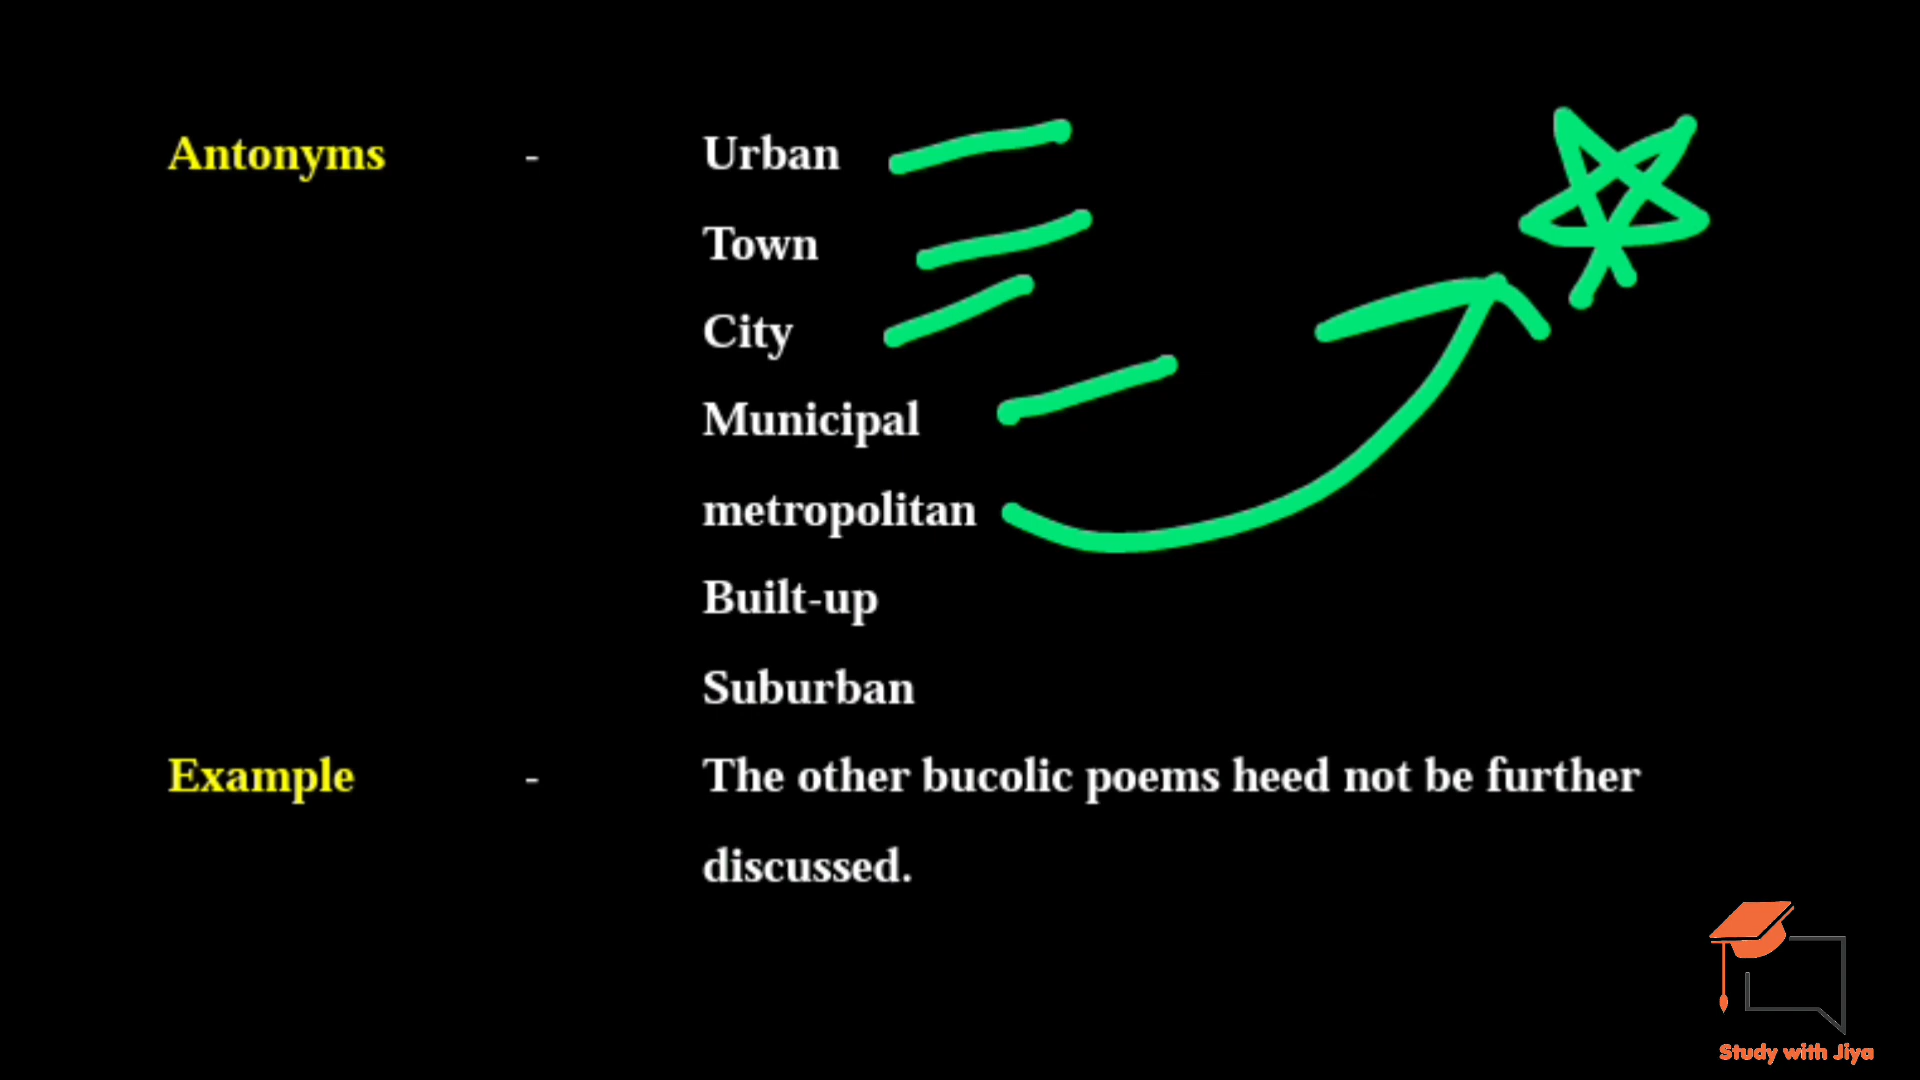 Antonyms - Urban
Town
City
Municipal
metropolitan
Built-up
Suburban
Example - The other bucolic poems heed not be further
discussed.
Study with Jiya